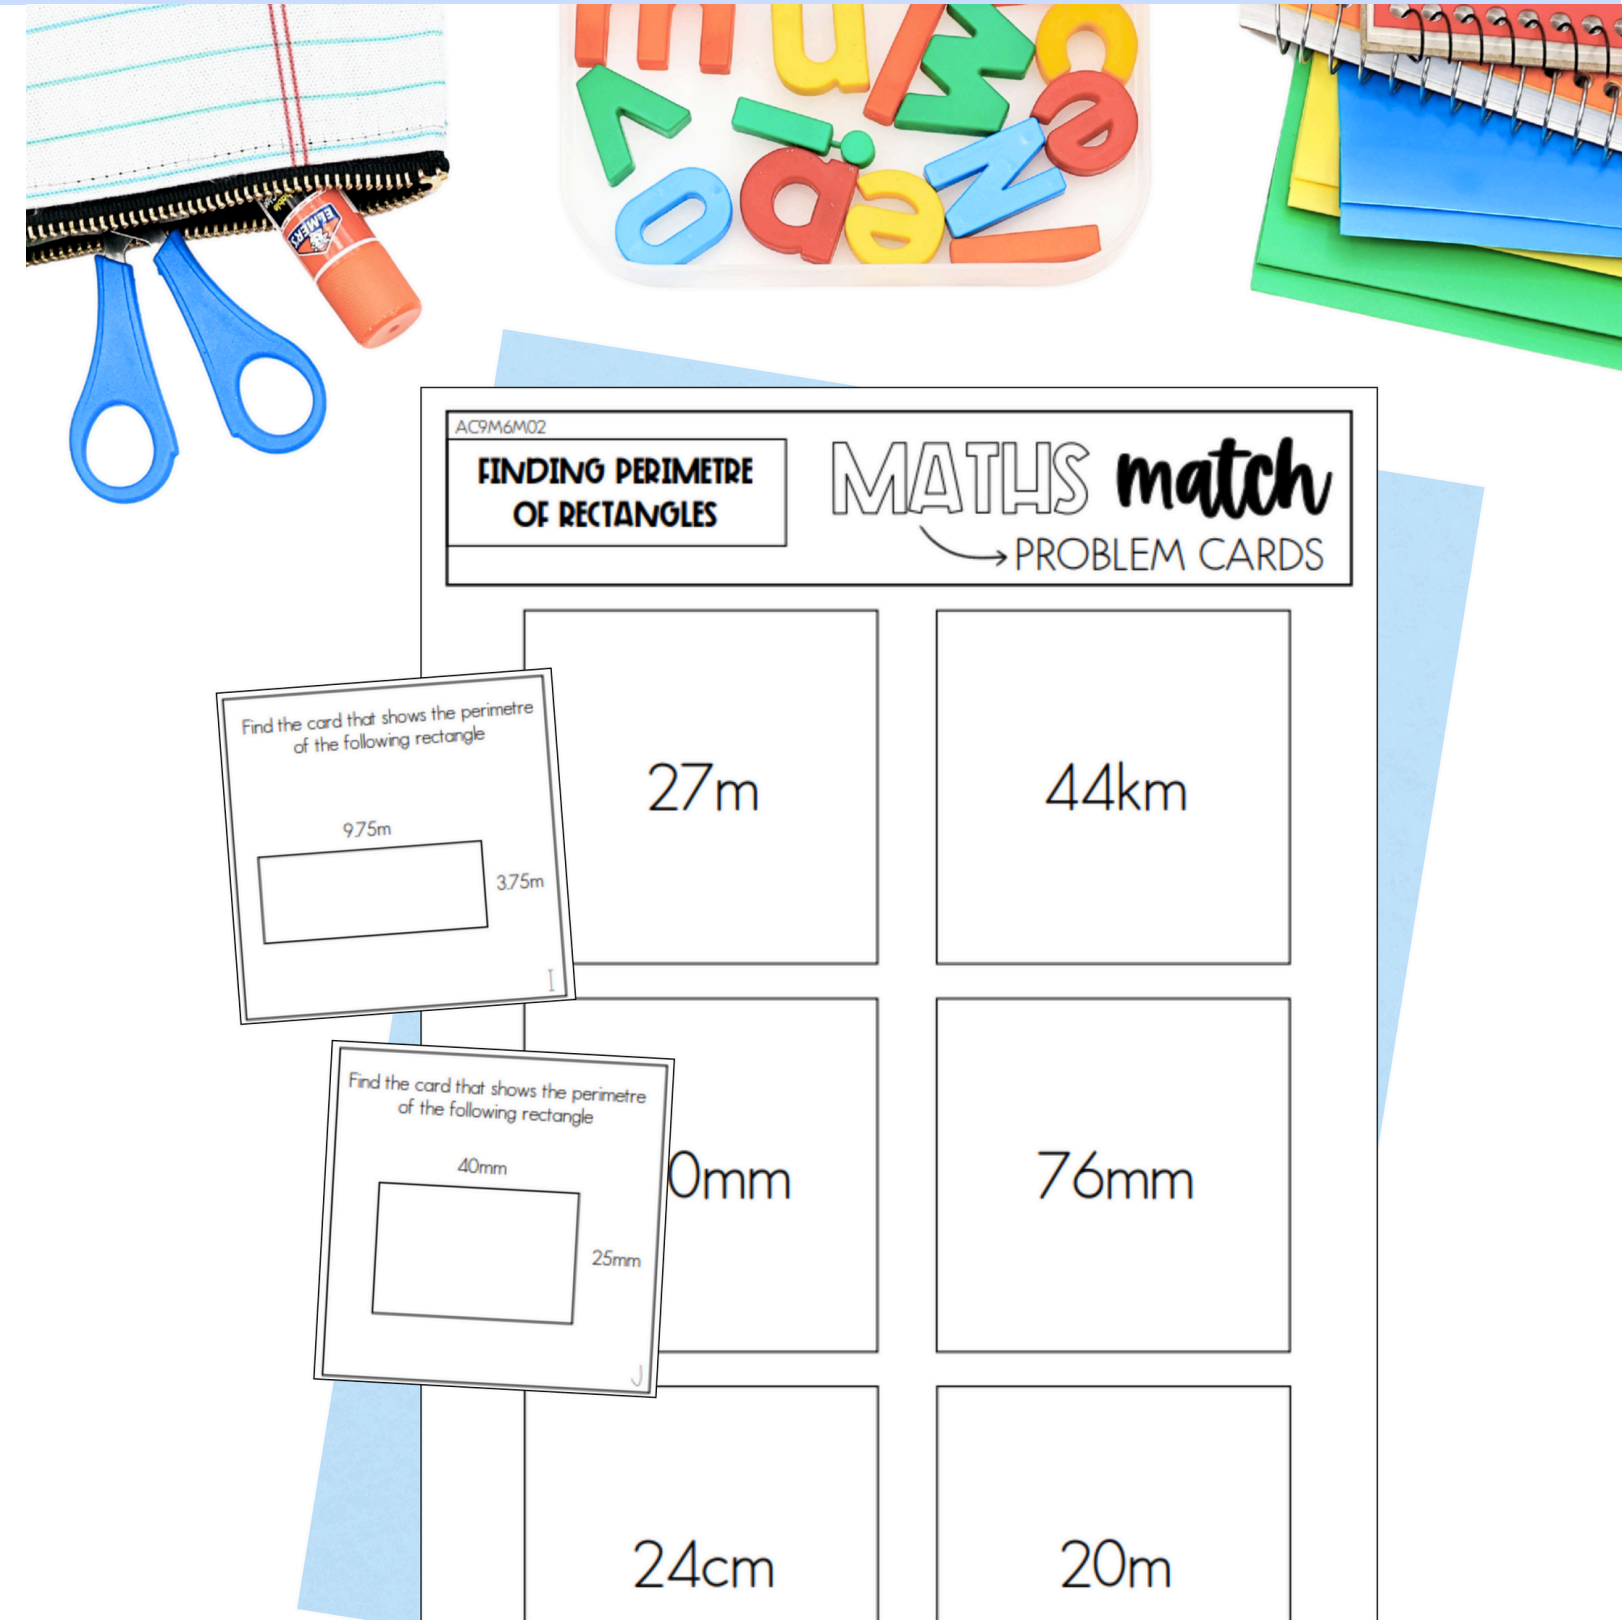 ELMER'S
AC9M6M02
FINDING PERIMETRE
OF RECTANGLES
MATHS match
PROBLEM CARDS
27m
44km
Find the card that shows the perimetre
of the following rectangle
9.75m
3.75m
I
0mm
76mm
Find the card that shows the perimetre
of the following rectangle
40mm
25mm
J
24cm
20m